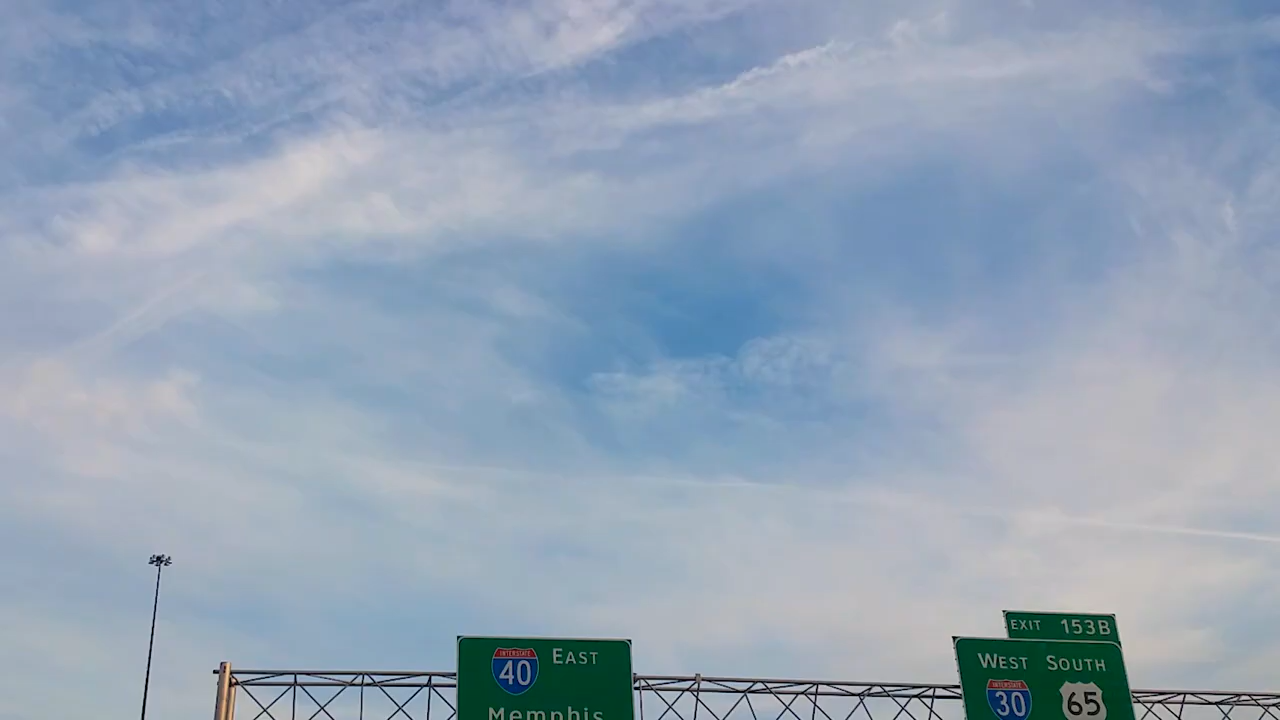 INTERSTATE
40 EAST
Memphis
EXIT 153B
WEST SOUTH
INTERSTATE
30 65